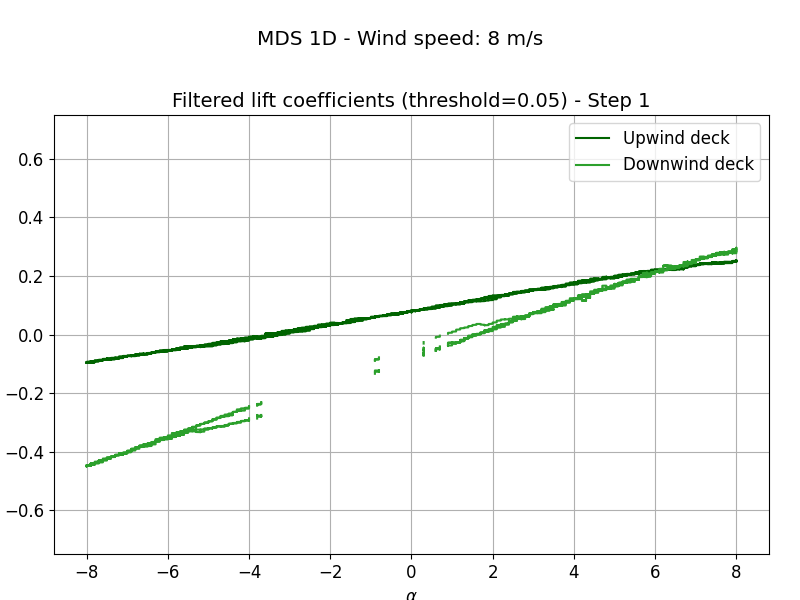 MDS 1D - Wind speed: 8 m/s
Filtered lift coefficients (threshold=0.05) - Step 1
Upwind deck
Downwind deck
0.6
0.4
0.2
0.0
−0.2
−0.4
−0.6
−8 −6 −4 −2 0 2 4 6 8
α